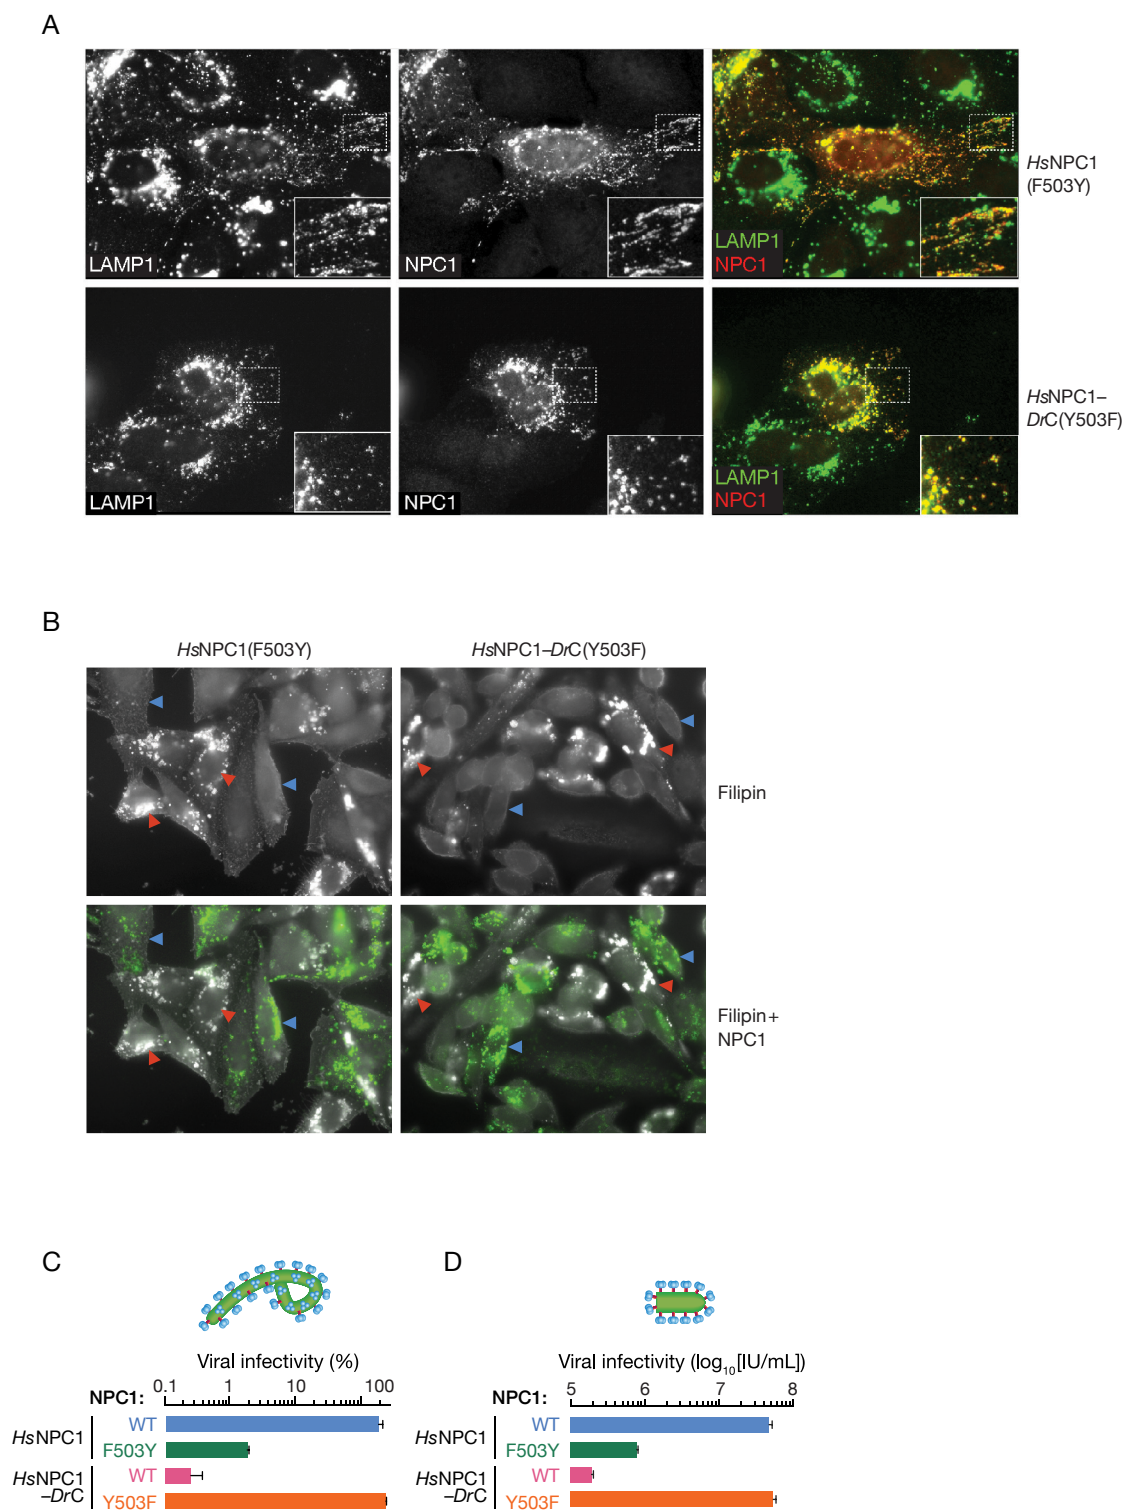 A
LAMP1
NPC1
LAMP1
NPC1
HsNPC1
(F503Y)
LAMP1
NPC1
LAMP1
NPC1
HsNPC1–
DrC(Y503F)
B
HsNPC1(F503Y)
HsNPC1–DrC(Y503F)
Filipin
Filipin+
NPC1
C
Viral infectivity (%)
0.1 1 10 100
NPC1:
HsNPC1
WT
F503Y
HsNPC1
–DrC
WT
Y503F
D
Viral infectivity (log10[IU/mL])
5 6 7 8
NPC1:
HsNPC1
WT
F503Y
HsNPC1
–DrC
WT
Y503F